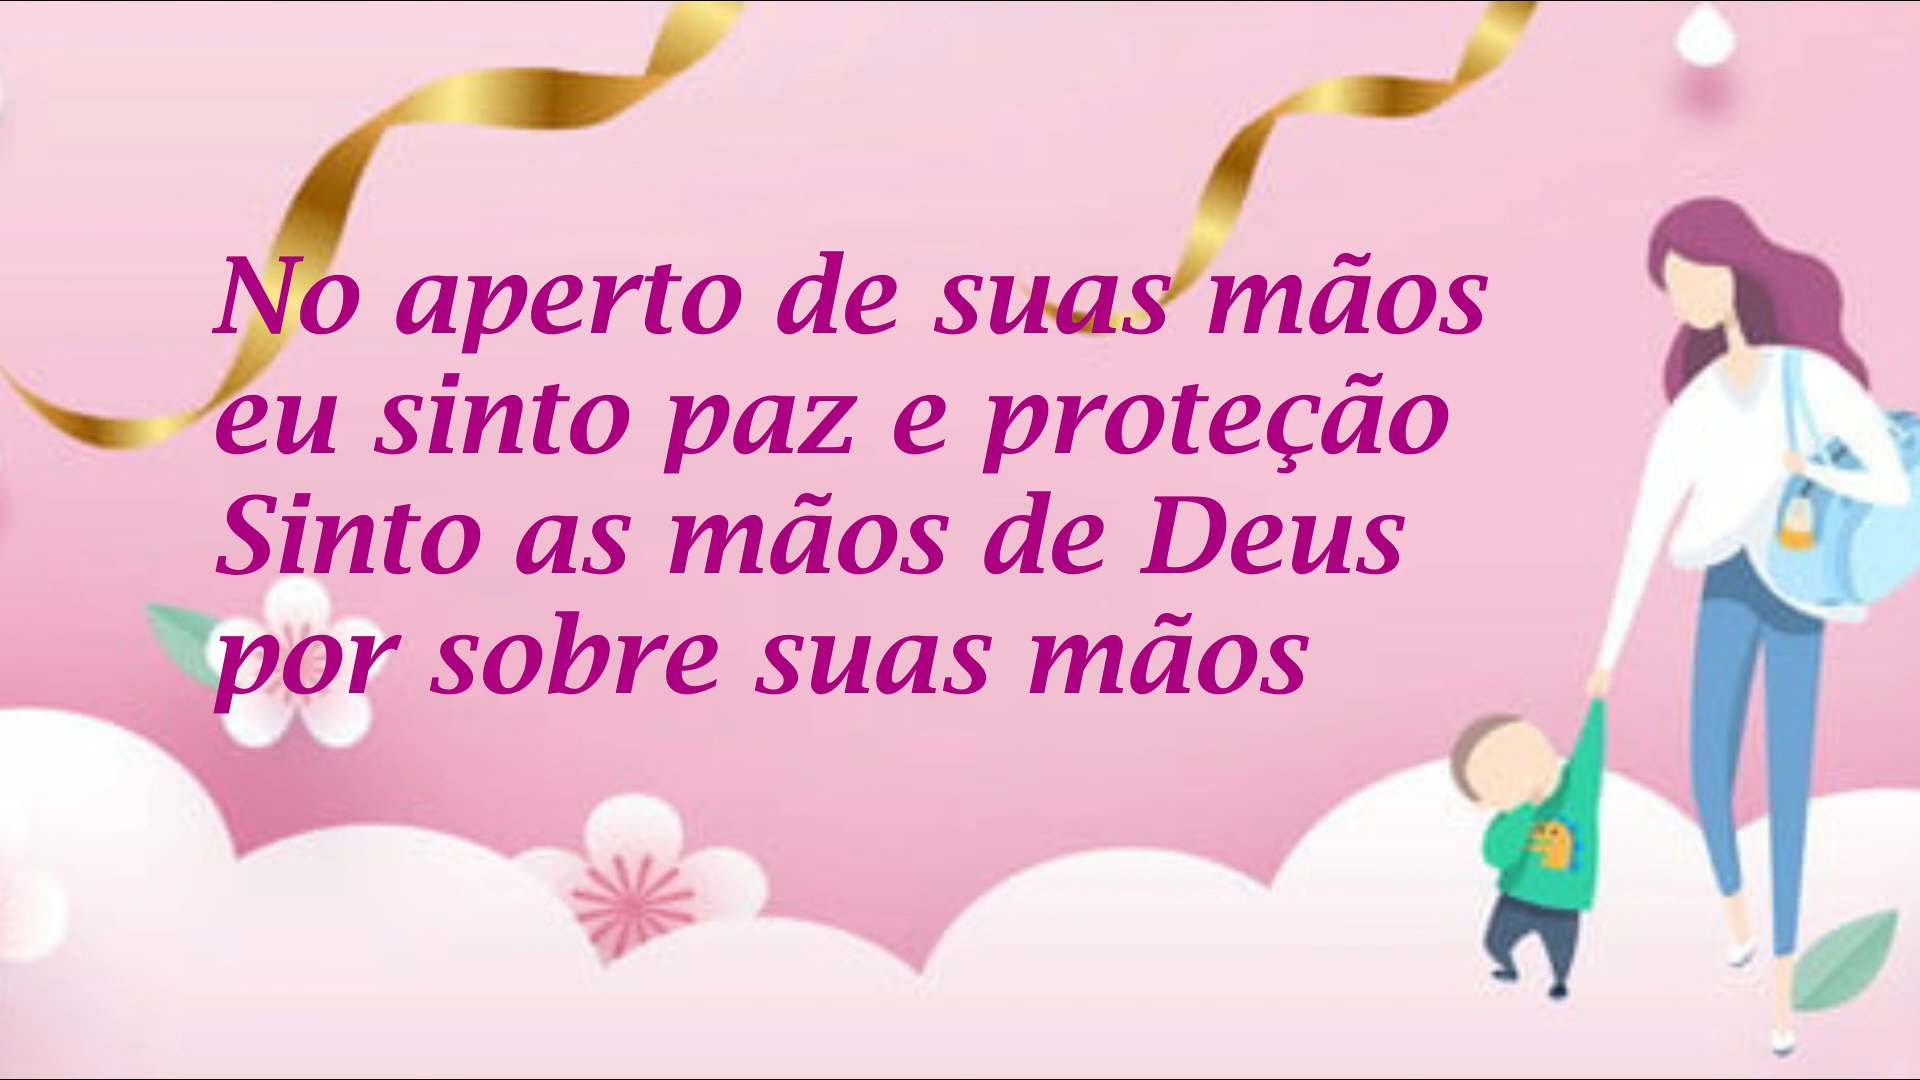 No aperto de suas mãos
eu sinto paz e proteção
Sinto as mãos de Deus
por sobre suas mãos